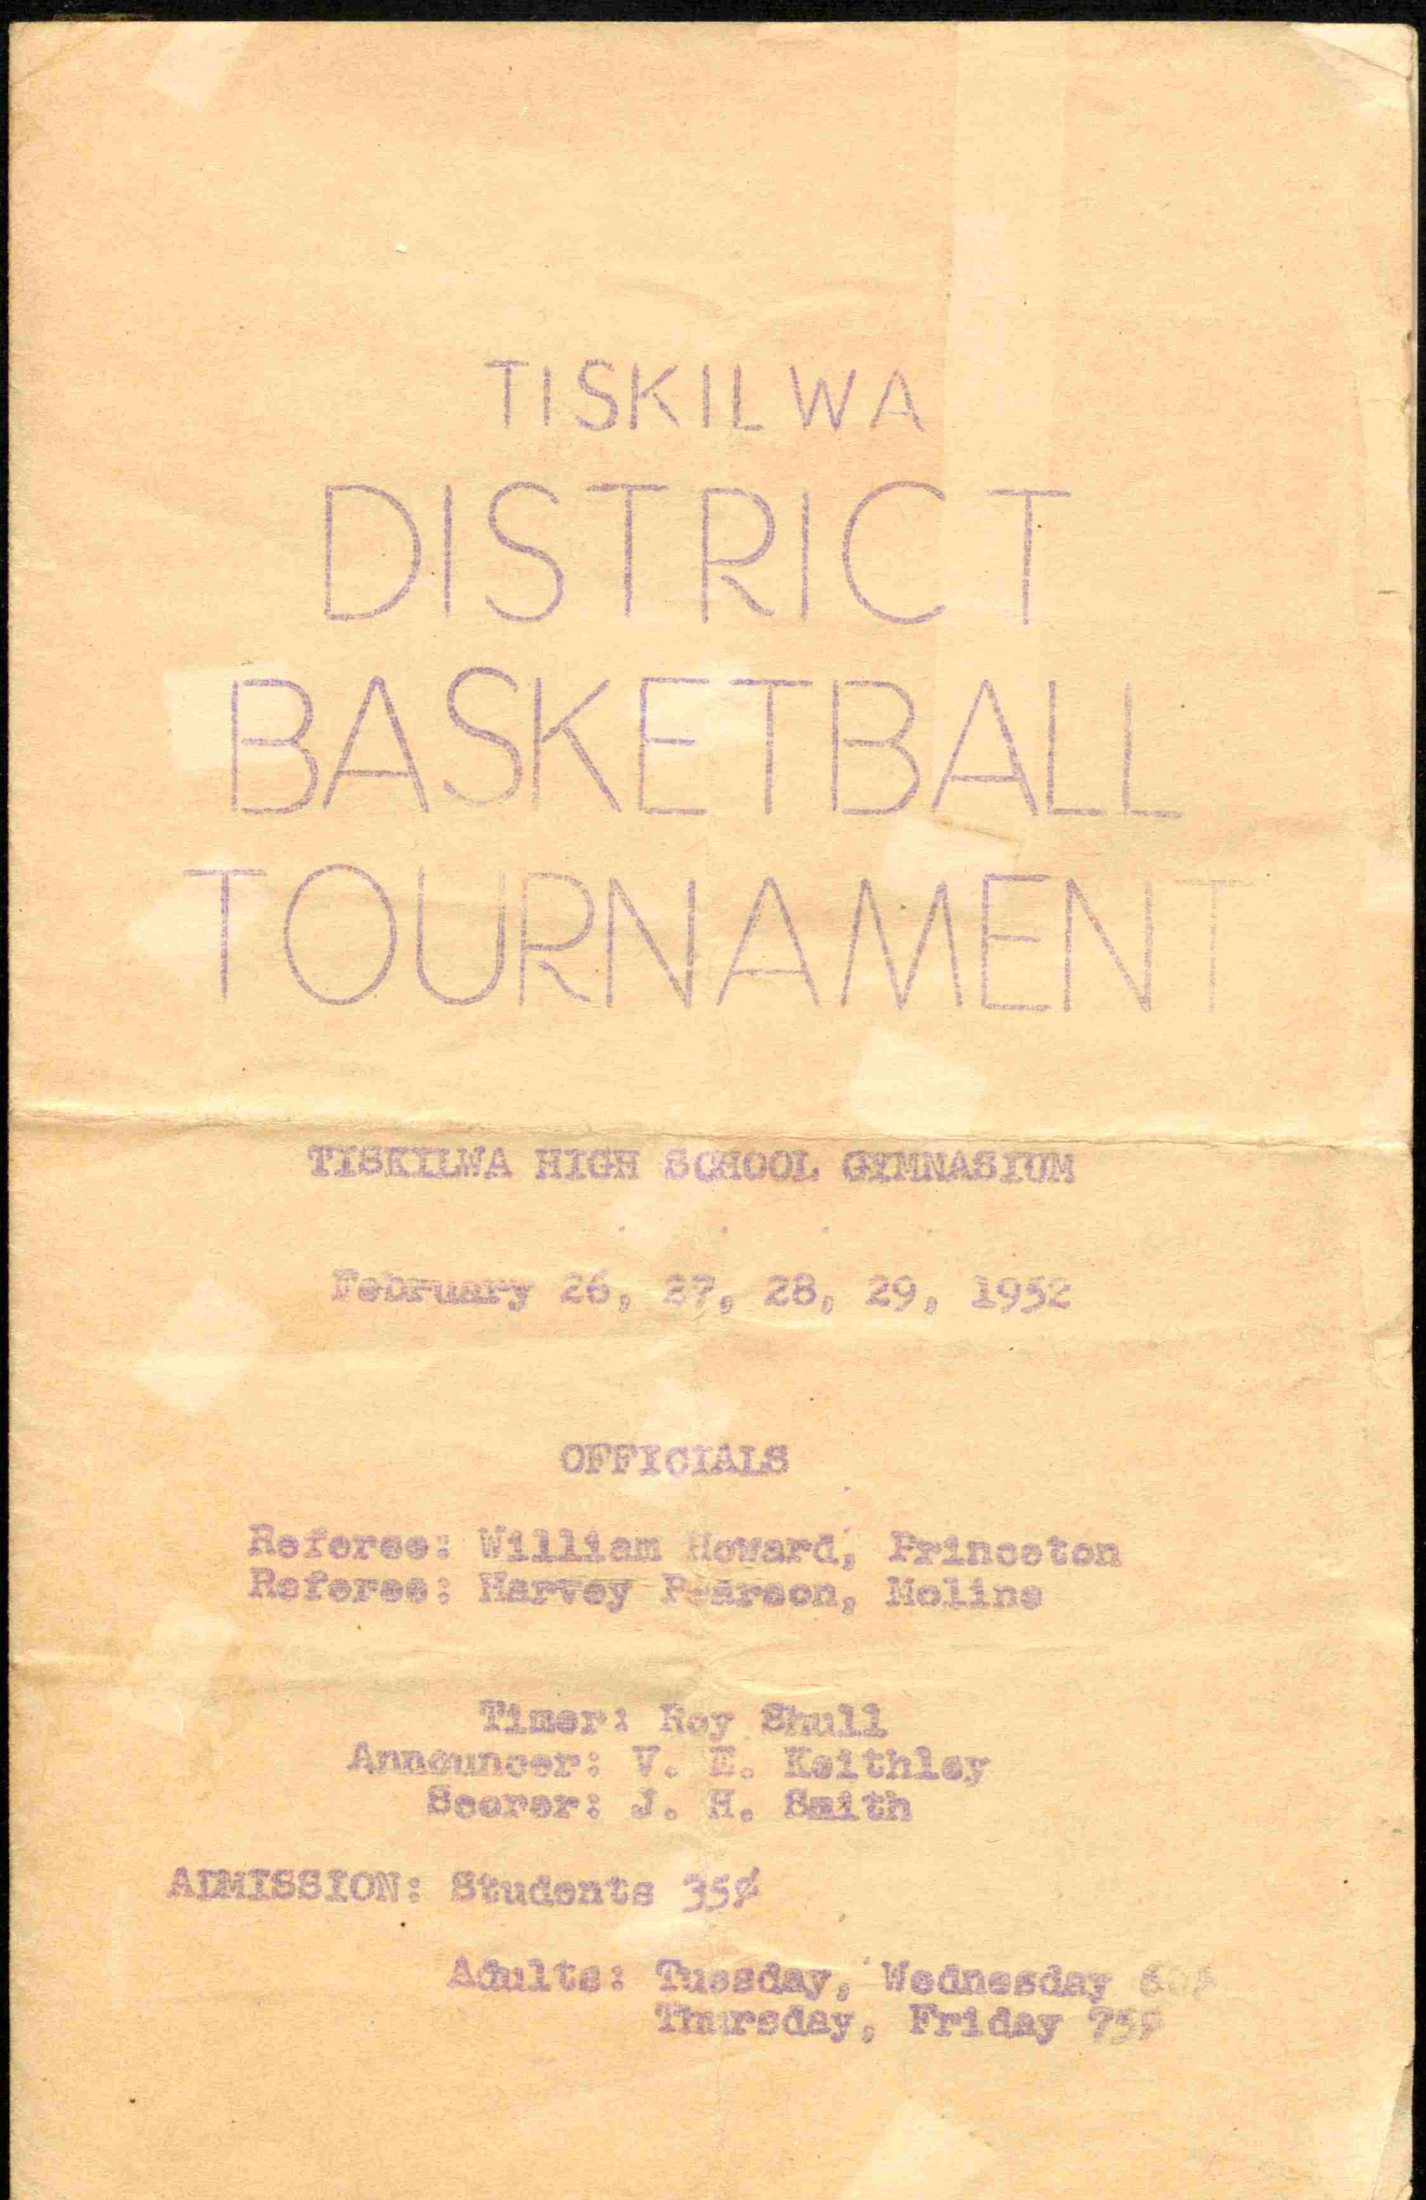 TISKILWA
DISTRICT
BASKETBALL
TOURNAMENT
TISKILWA HIGH SCHOOL GYMNASIUM
February 26, 27, 28, 29, 1952
OFFICIALS
Referee: William Howard, Princeton
Referee: Harvey Pearson, Moline
Timer: Roy Shull
Announcer: V. E. Keithley
Scorer: J. H. Smith
ADMISSION: Students 35¢
Adults: Tuesday, Wednesday 60¢
Thursday, Friday 75¢